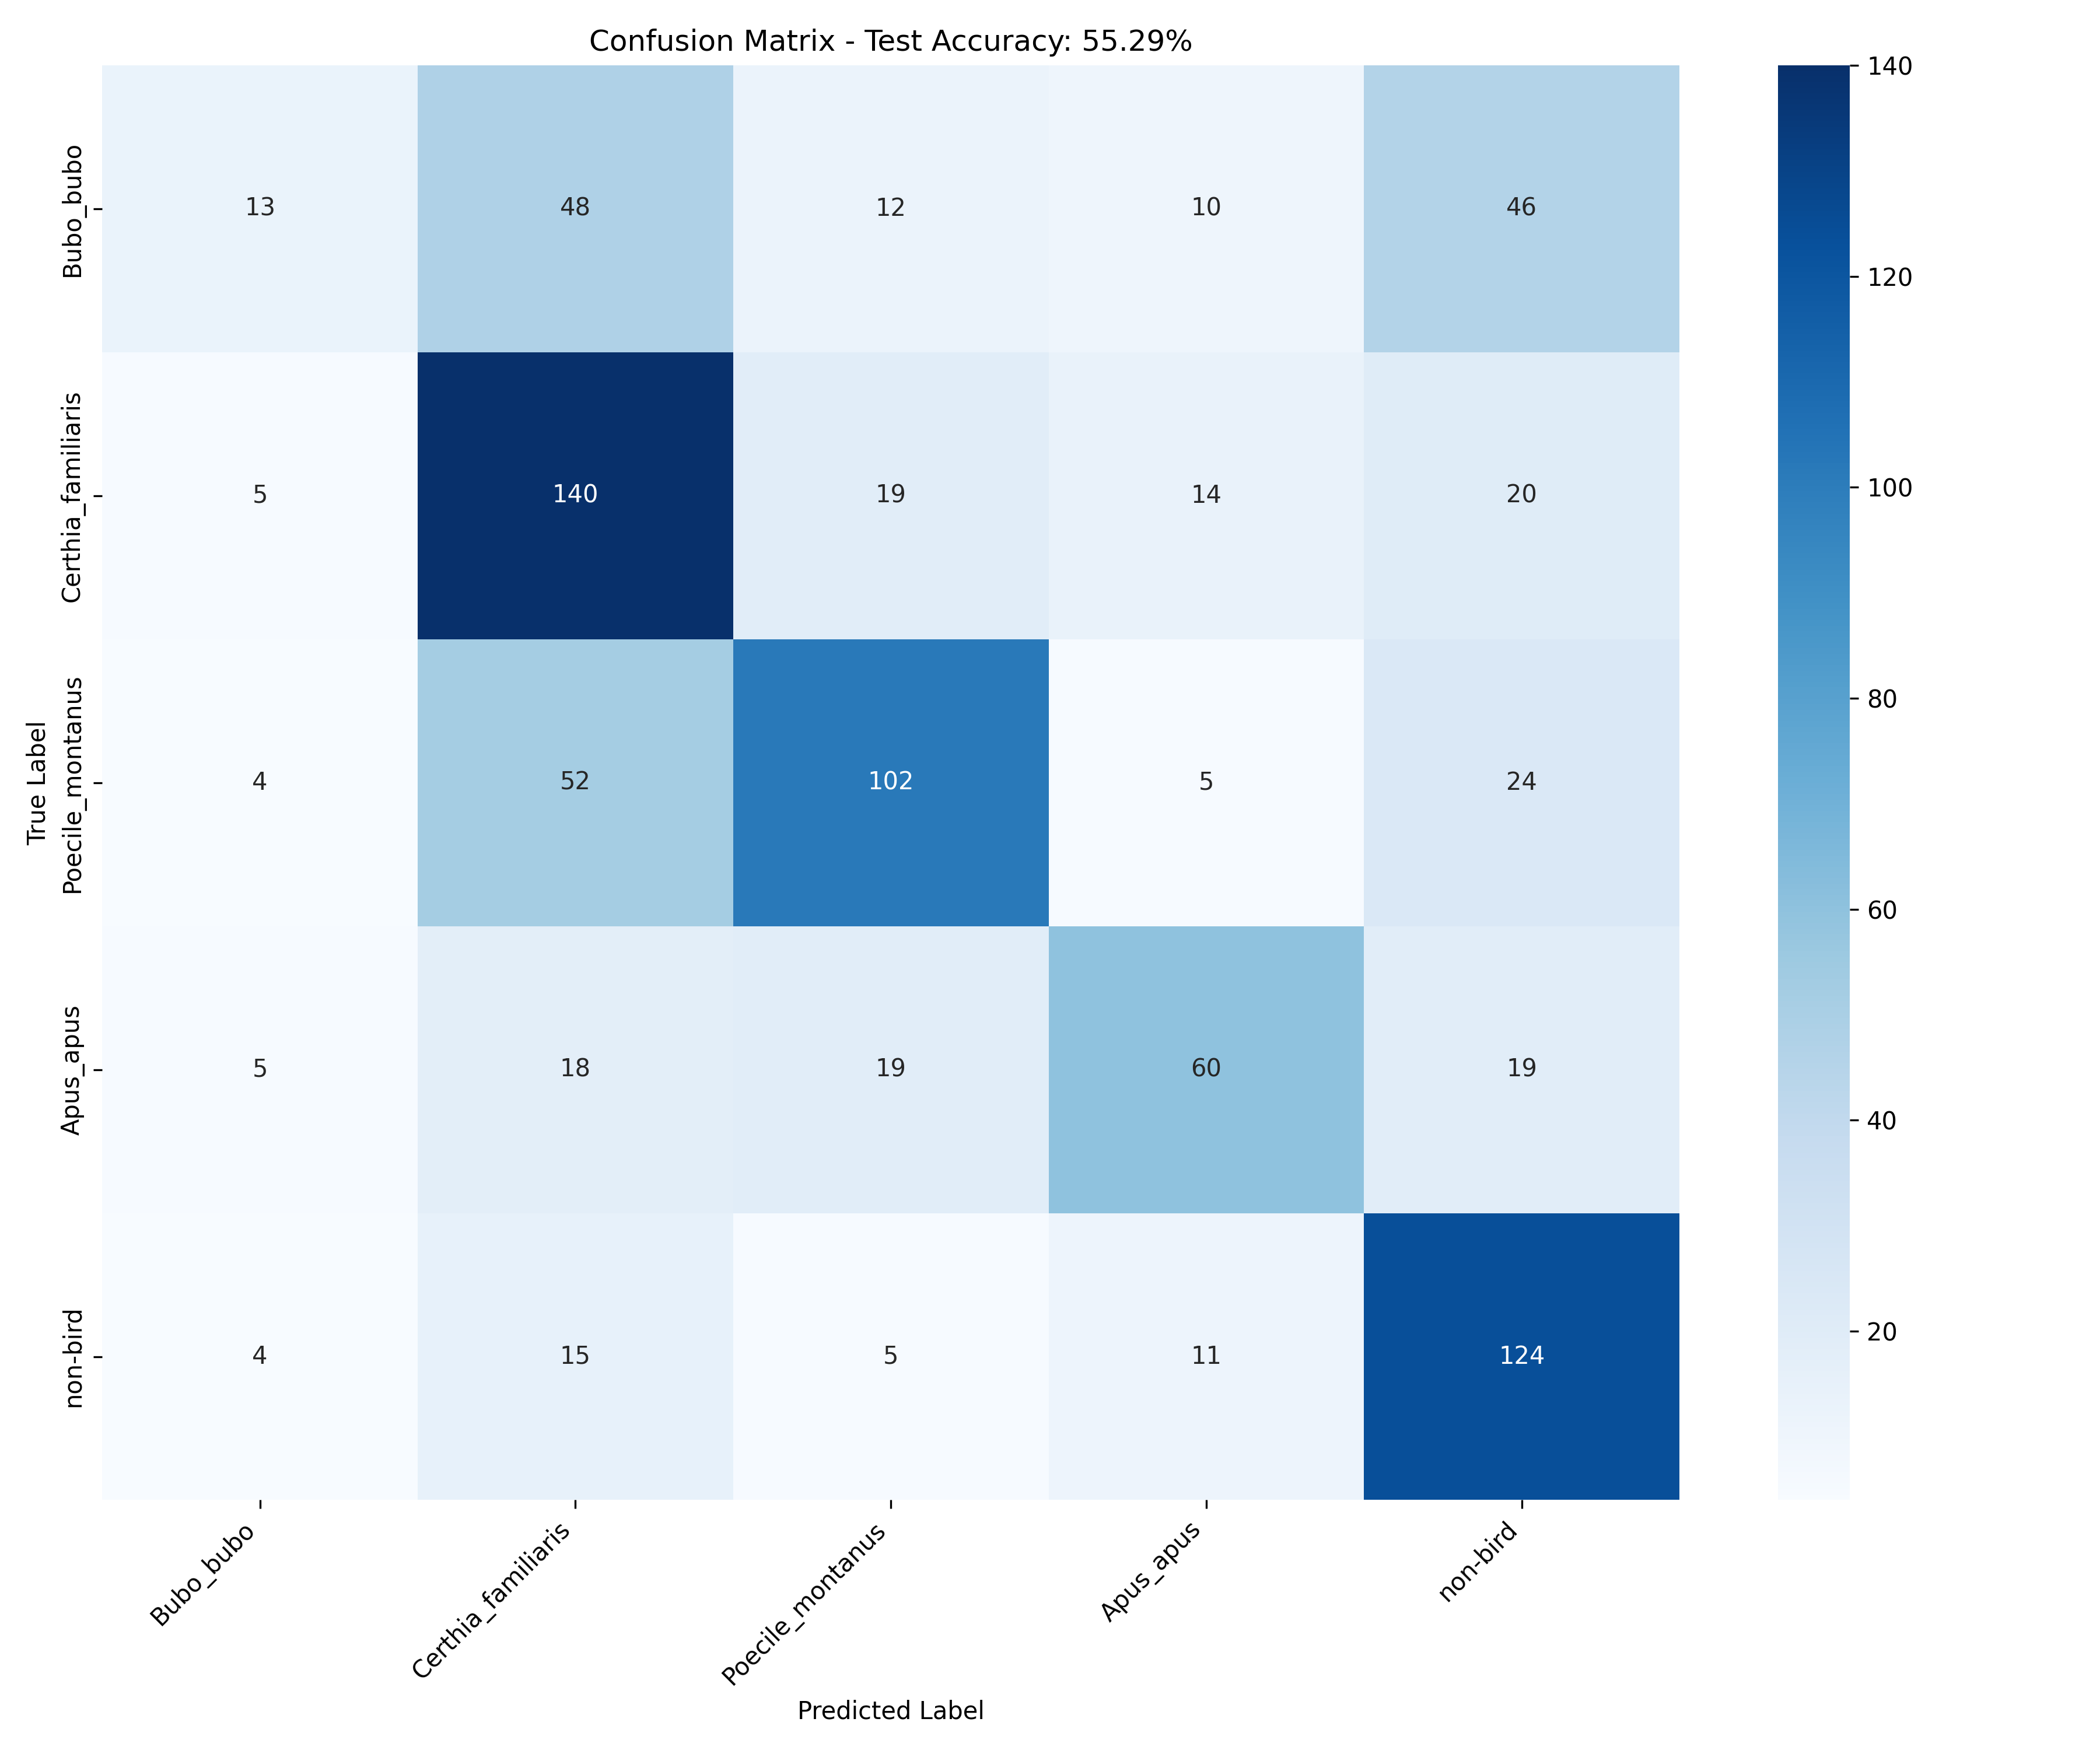 Confusion Matrix - Test Accuracy: 55.29%
True Label
Bubo_bubo
13 48 12 10 46
Certhia_familiaris
5 140 19 14 20
Poecile_montanus
4 52 102 5 24
Apus_apus
5 18 19 60 19
non-bird
4 15 5 11 124
Bubo_bubo
Certhia_familiaris
Poecile_montanus
Apus_apus
non-bird
Predicted Label
140
120
100
80
60
40
20